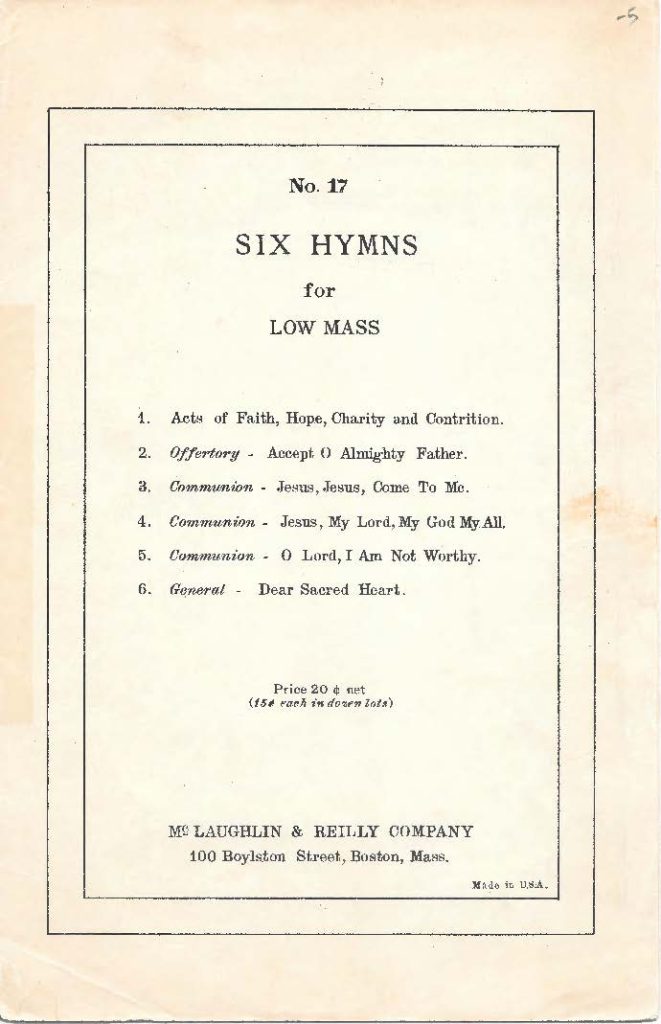 -5
No. 17
SIX HYMNS
for
LOW MASS
1. Acts of Faith, Hope, Charity and Contrition.
2. Offertory - Accept O Almighty Father.
3. Communion - Jesus, Jesus, Come To Me.
4. Communion - Jesus, My Lord, My God My All.
5. Communion - O Lord, I Am Not Worthy.
6. General - Dear Sacred Heart.
Price 20 ¢ net
(15¢ each in dozen lots)
Mc LAUGHLIN & REILLY COMPANY
100 Boylston Street, Boston, Mass.
Made in U.S.A.